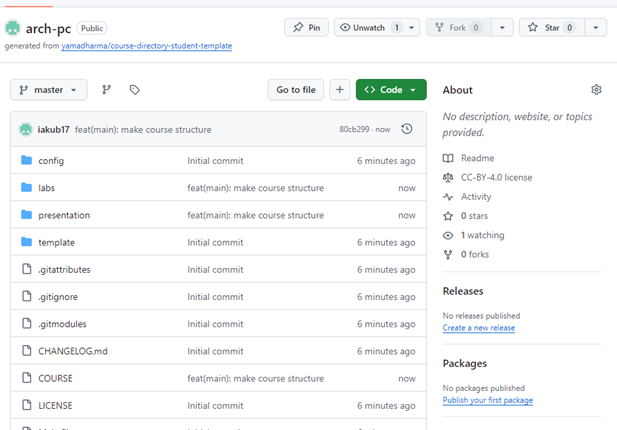 arch-pc Public
Pin Unwatch 1 Fork 0 Star 0
generated from yamadharma/course-directory-student-template
master Go to file Code
iakub17 feat(main): make course structure 80cb299 · now
config Initial commit 6 minutes ago
labs feat(main): make course structure now
presentation feat(main): make course structure now
template Initial commit 6 minutes ago
.gitattributes Initial commit 6 minutes ago
.gitignore Initial commit 6 minutes ago
.gitmodules Initial commit 6 minutes ago
CHANGELOG.md Initial commit 6 minutes ago
COURSE feat(main): make course structure now
LICENSE Initial commit 6 minutes ago
About
No description, website, or topics
provided.
Readme
CC-BY-4.0 license
Activity
0 stars
1 watching
0 forks
Releases
No releases published
Create a new release
Packages
No packages published
Publish your first package